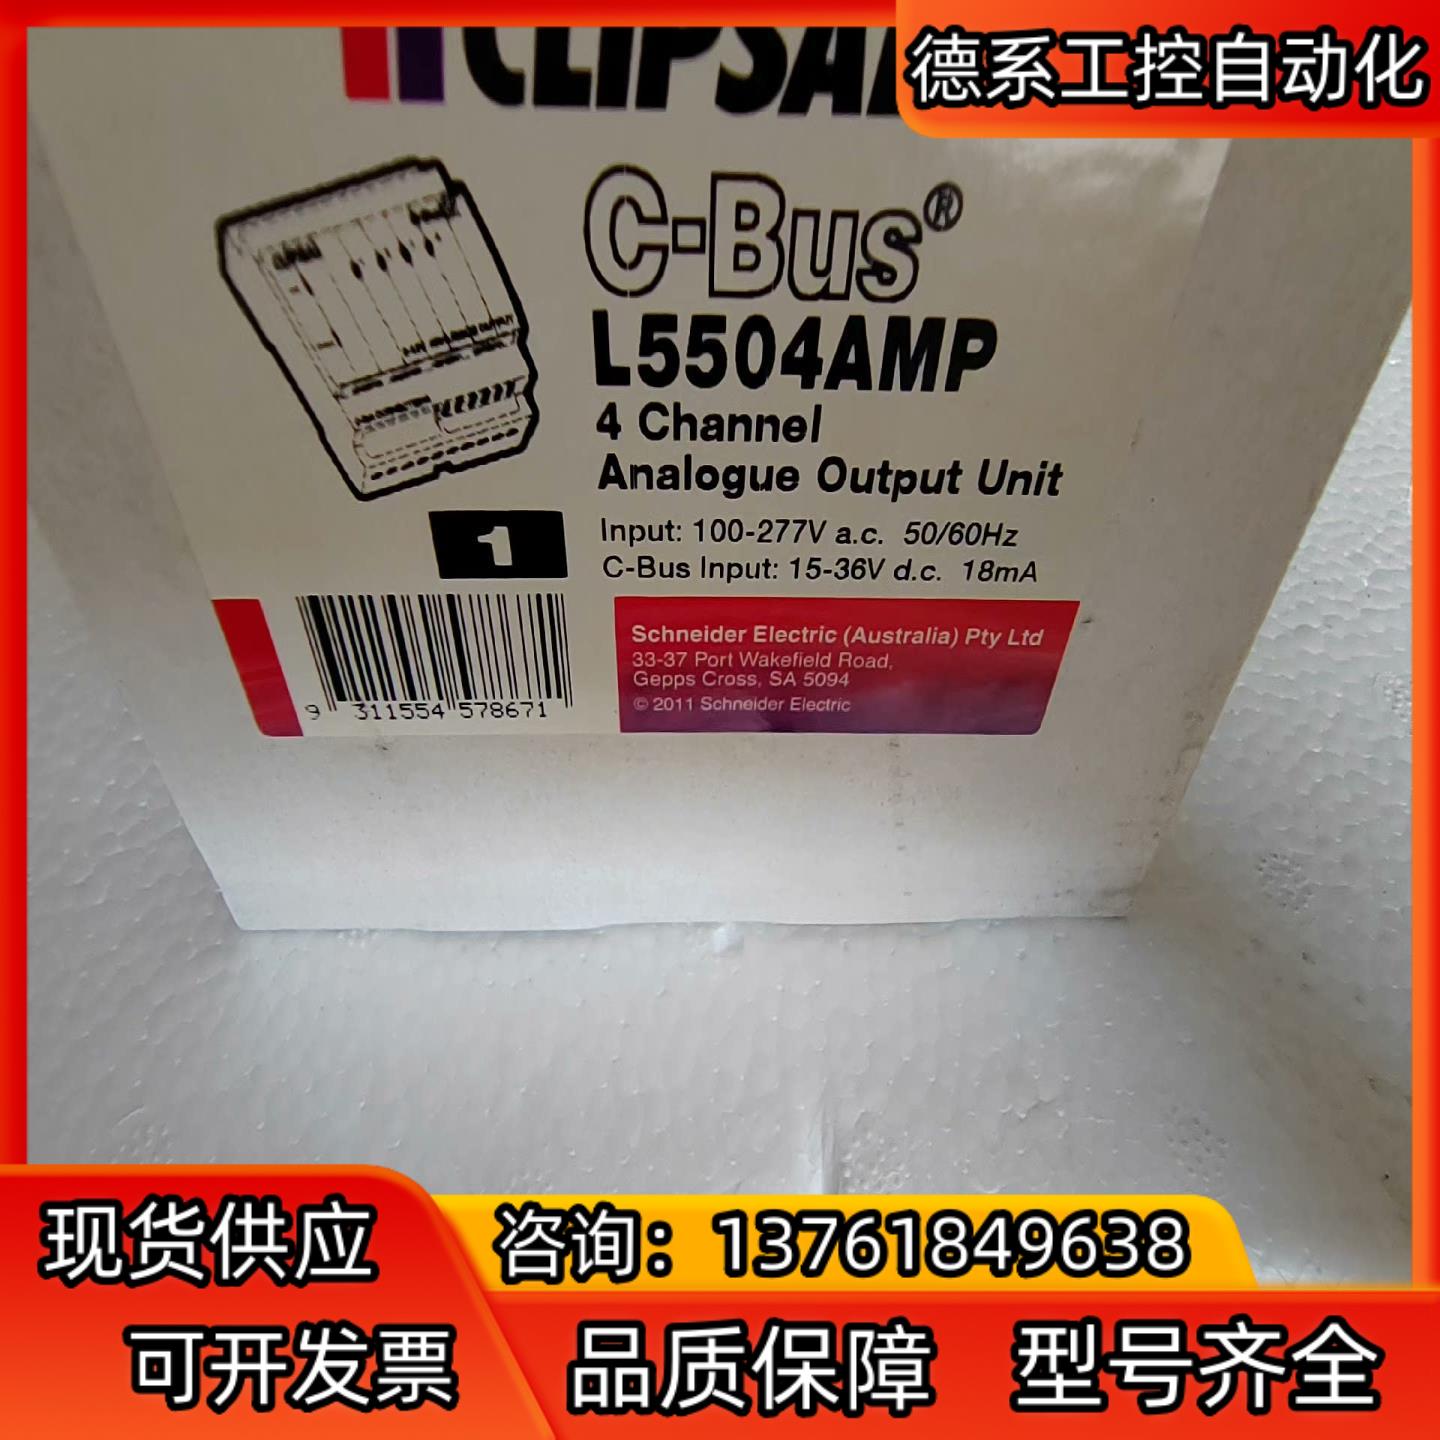 德系工控自动化
CLIPSAL
C-Bus®
L5504AMP
4 Channel
Analogue Output Unit
1
Input: 100-277V a.c. 50/60Hz
C-Bus Input: 15-36V d.c. 18mA
9 311554 578671
Schneider Electric (Australia) Pty Ltd
33-37 Port Wakefield Road,
Gepps Cross, SA 5094
© 2011 Schneider Electric
现货供应
咨询：13761849638
可开发票
品质保障
型号齐全